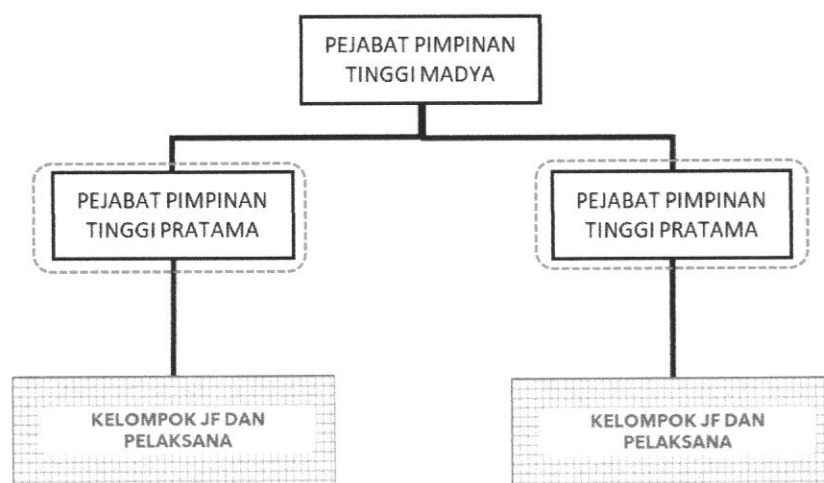 PEJABAT PIMPINAN
TINGGI MADYA
PEJABAT PIMPINAN
TINGGI PRATAMA
PEJABAT PIMPINAN
TINGGI PRATAMA
KELOMPOK JF DAN
PELAKSANA
KELOMPOK JF DAN
PELAKSANA